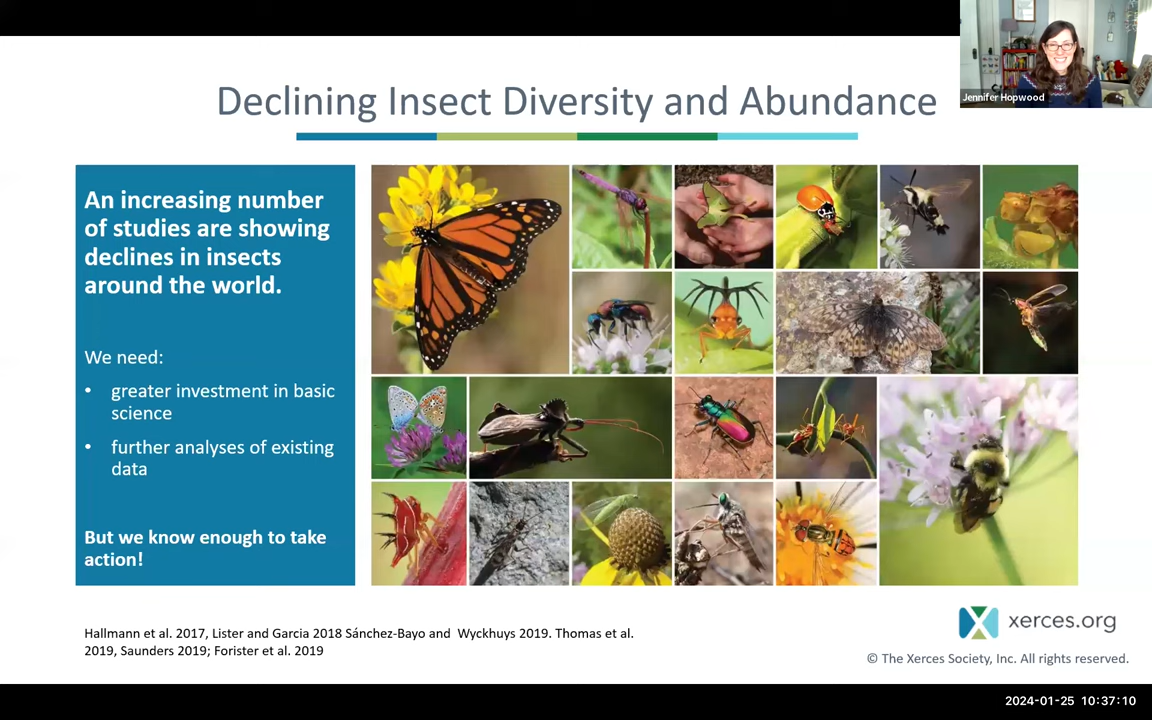 Jennifer Hopwood
Declining Insect Diversity and Abundance
An increasing number
of studies are showing
declines in insects
around the world.
We need:
• greater investment in basic
science
• further analyses of existing
data
But we know enough to take
action!
Hallmann et al. 2017, Lister and Garcia 2018 Sánchez-Bayo and Wyckhuys 2019. Thomas et al.
2019, Saunders 2019; Forister et al. 2019
xerces.org
© The Xerces Society, Inc. All rights reserved.
2024-01-25 10:37:10